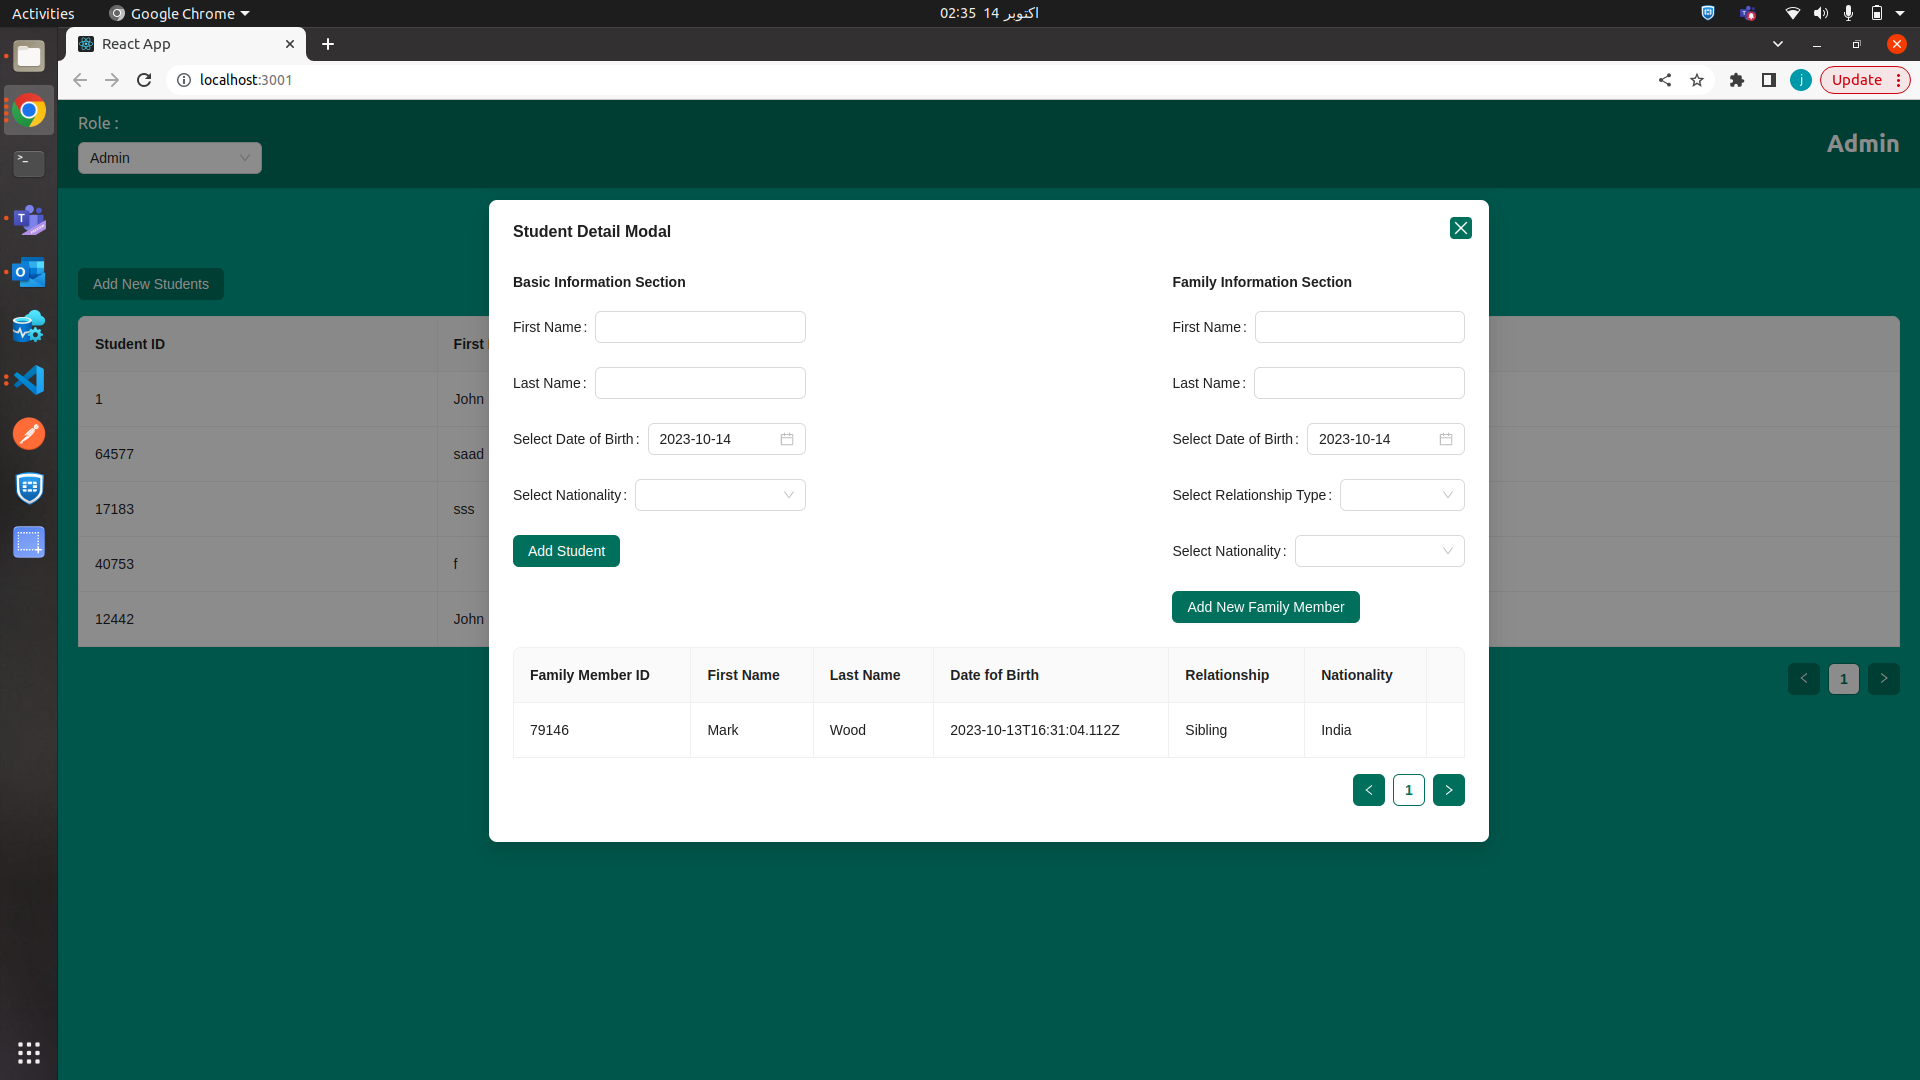 Activities
Google Chrome
02:35 14 اکتوبر
React App
localhost:3001
j
Update
Role :
Admin
Admin
Add New Students
Student ID
First
1
John
64577
saad
17183
sss
40753
f
12442
John
1
Student Detail Modal
Basic Information Section
First Name :
Last Name :
Select Date of Birth : 2023-10-14
Select Nationality :
Add Student
Family Information Section
First Name :
Last Name :
Select Date of Birth : 2023-10-14
Select Relationship Type :
Select Nationality :
Add New Family Member
Family Member ID First Name Last Name Date fof Birth Relationship Nationality
79146 Mark Wood 2023-10-13T16:31:04.112Z Sibling India
1